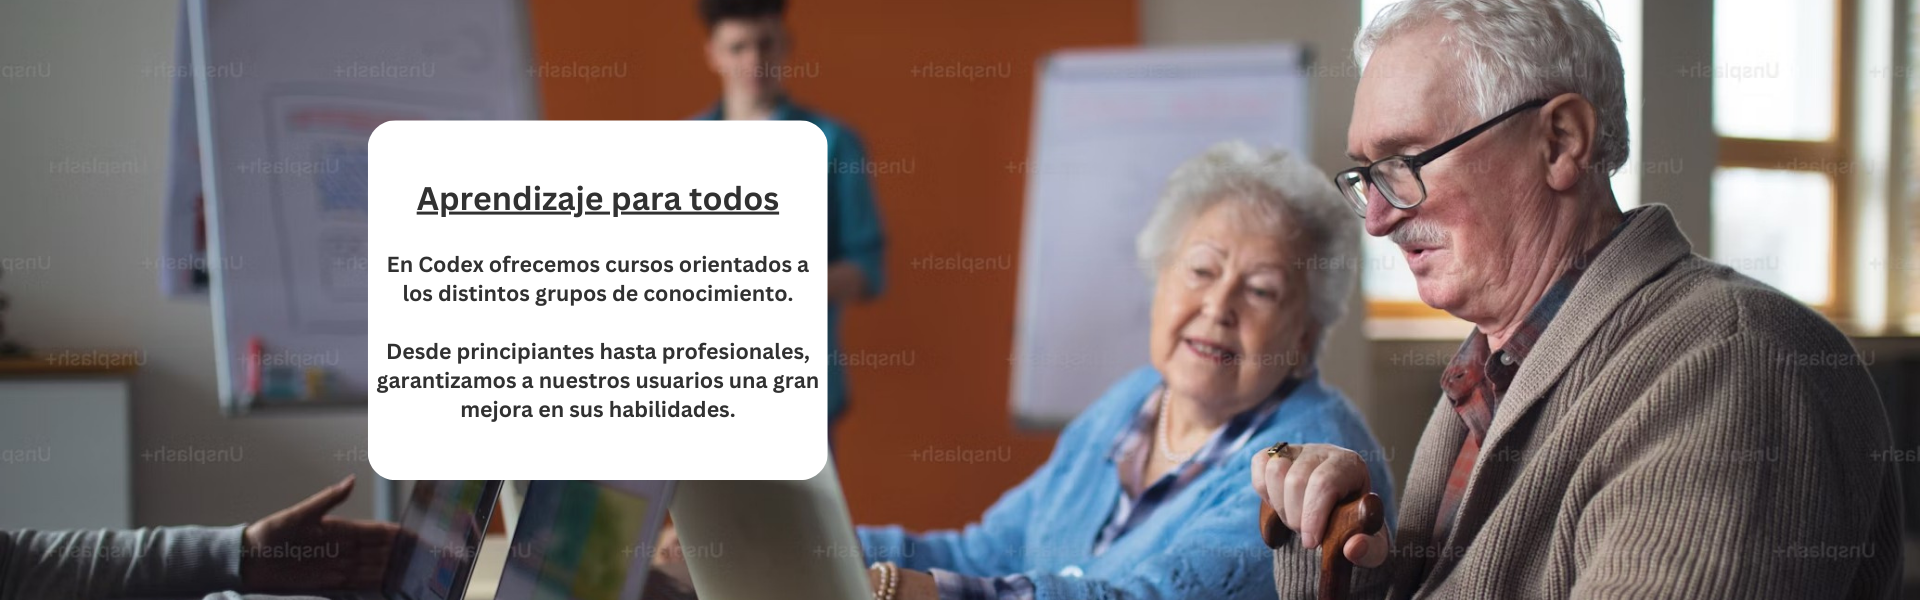 Aprendizaje para todos
En Codex ofrecemos cursos orientados a
los distintos grupos de conocimiento.
Desde principiantes hasta profesionales,
garantizamos a nuestros usuarios una gran
mejora en sus habilidades.
Unsplash+